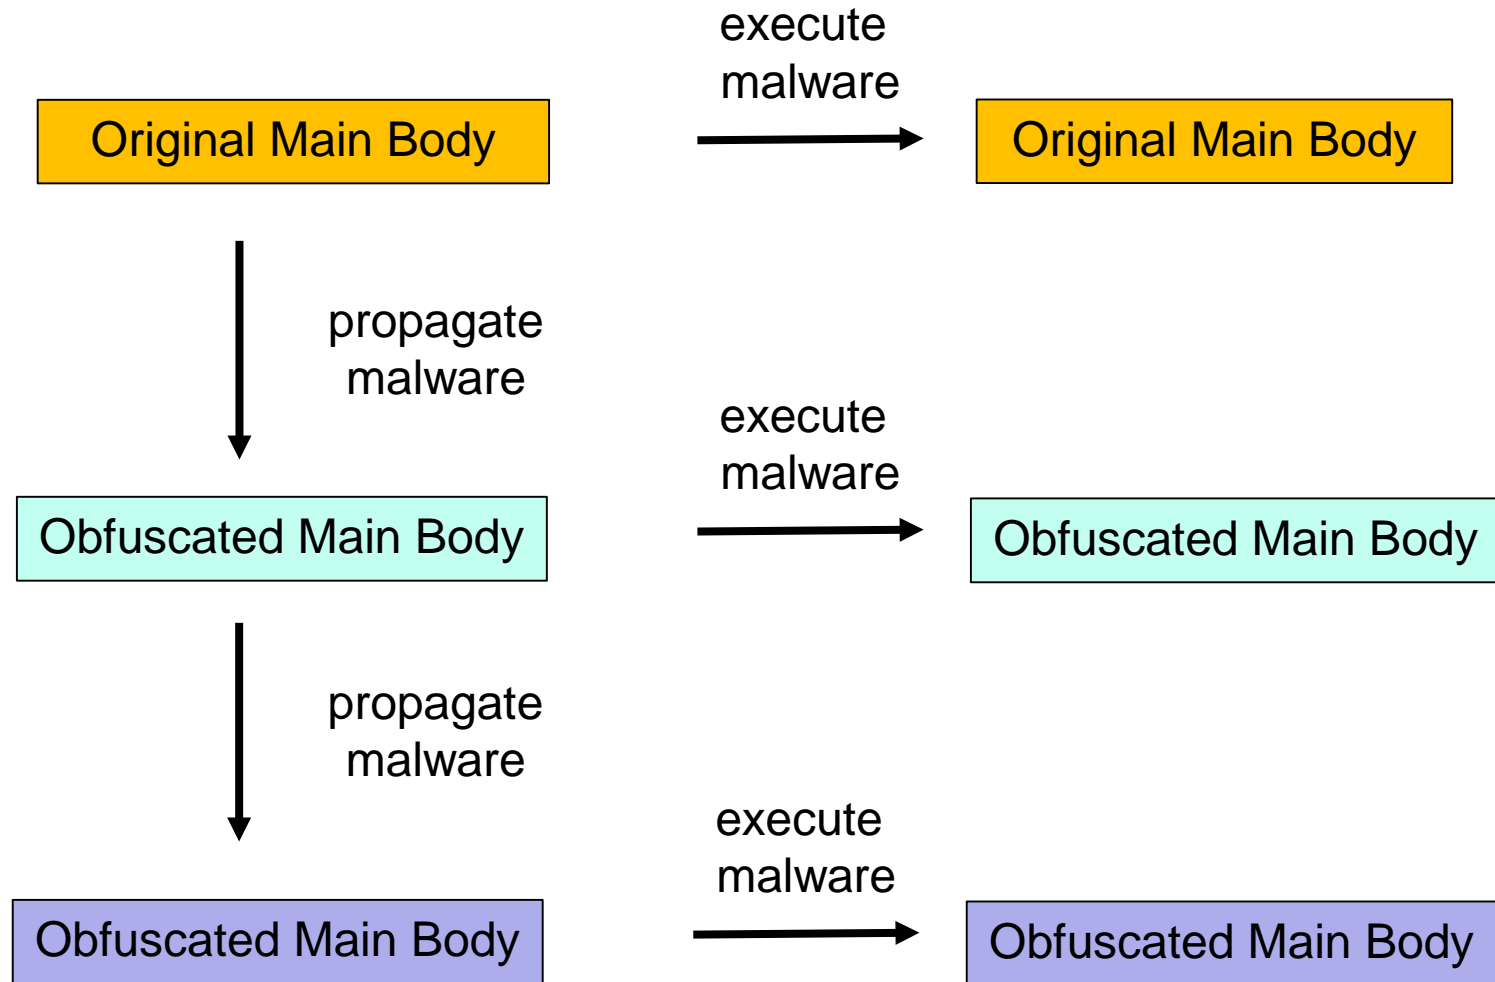 execute
malware
Original Main Body
Original Main Body
propagate
malware
execute
malware
Obfuscated Main Body
Obfuscated Main Body
propagate
malware
execute
malware
Obfuscated Main Body
Obfuscated Main Body